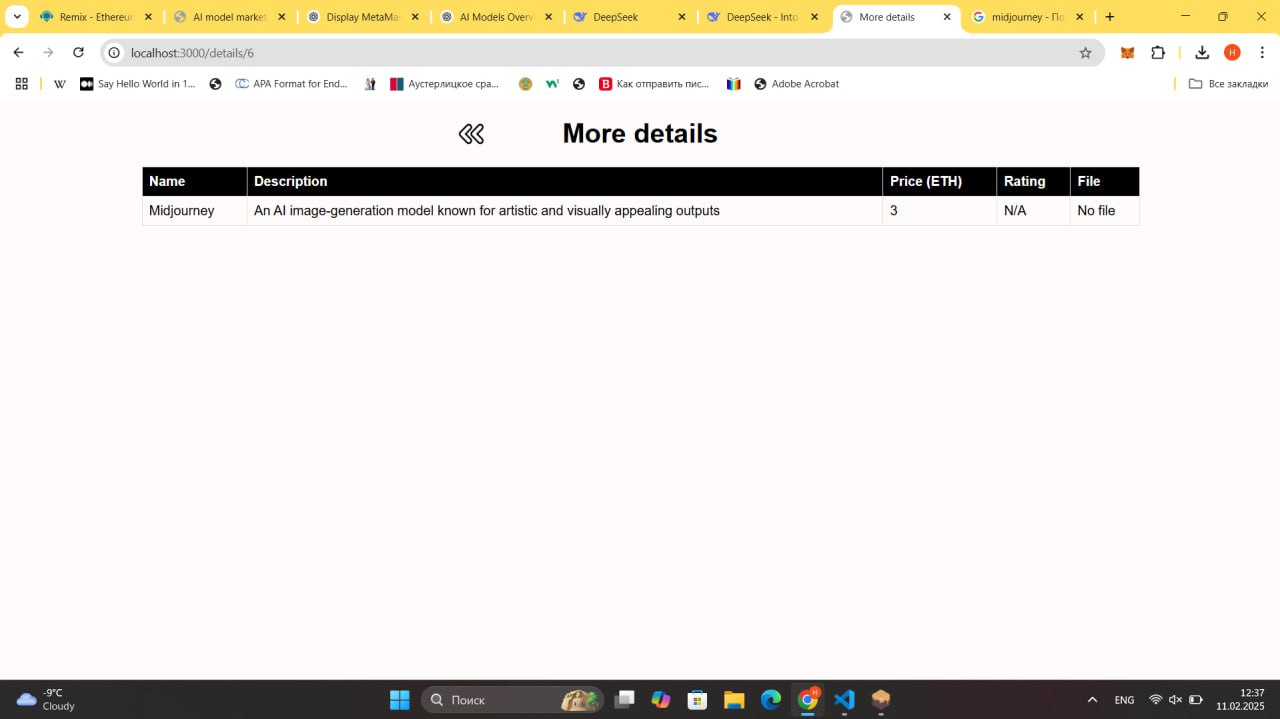 Remix - Ethereu
AI model market
Display MetaMas
AI Models Overv
DeepSeek
DeepSeek - Into
More details
midjourney - По
localhost:3000/details/6
H
W
Say Hello World in 1...
APA Format for End...
Аустерлицкое сра...
B
Как отправить пис...
Adobe Acrobat
Все закладки
More details
Name Description Price (ETH) Rating File
Midjourney An AI image-generation model known for artistic and visually appealing outputs 3 N/A No file
-9°C
Cloudy
Поиск
H
ENG
12:37
11.02.2025